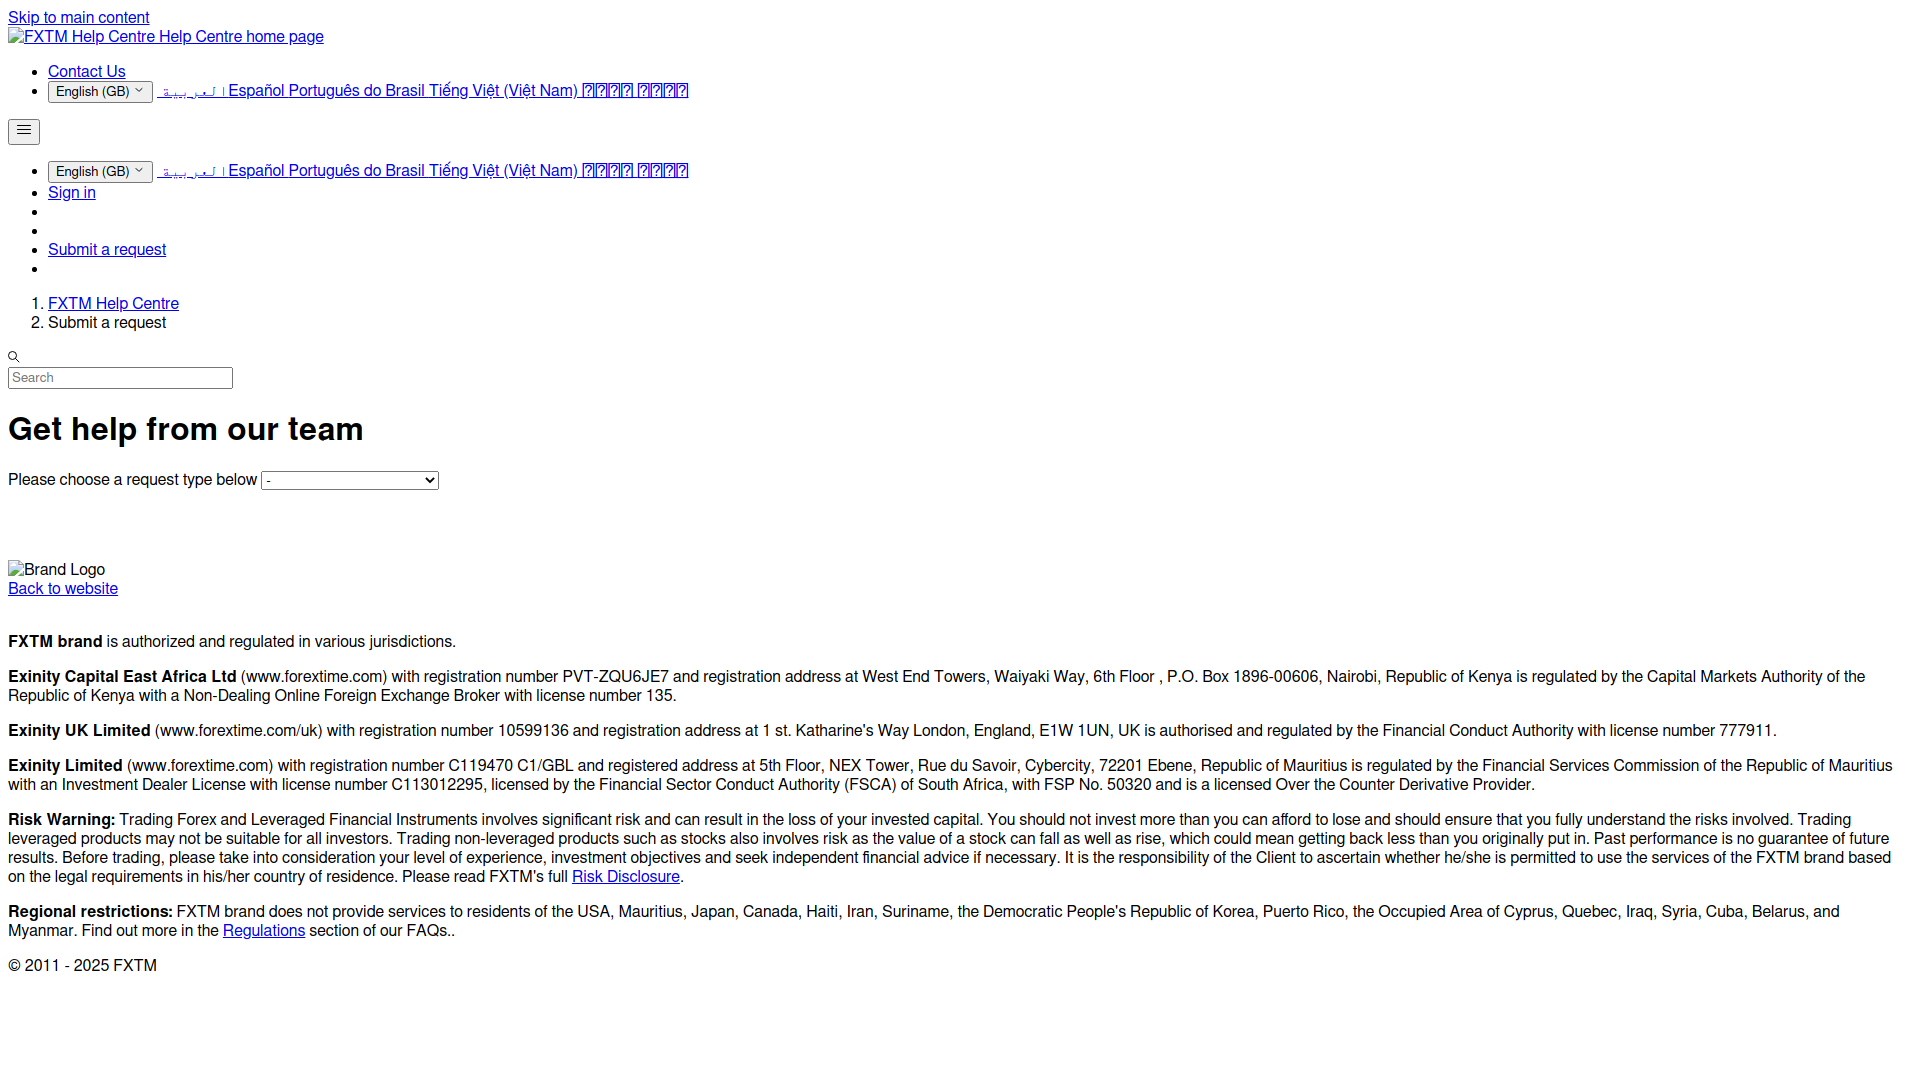 Skip to main content
FXTM Help Centre Help Centre home page
Contact Us
English (GB) العربية Español Português do Brasil Tiếng Việt (Việt Nam)
English (GB) العربية Español Português do Brasil Tiếng Việt (Việt Nam)
Sign in
Submit a request
1. FXTM Help Centre
2. Submit a request
Search
Get help from our team
Please choose a request type below -
Brand Logo
Back to website
FXTM brand is authorized and regulated in various jurisdictions.
Exinity Capital East Africa Ltd (www.forextime.com) with registration number PVT-ZQU6JE7 and registration address at West End Towers, Waiyaki Way, 6th Floor , P.O. Box 1896-00606, Nairobi, Republic of Kenya is regulated by the Capital Markets Authority of the
Republic of Kenya with a Non-Dealing Online Foreign Exchange Broker with license number 135.
Exinity UK Limited (www.forextime.com/uk) with registration number 10599136 and registration address at 1 st. Katharine's Way London, England, E1W 1UN, UK is authorised and regulated by the Financial Conduct Authority with license number 777911.
Exinity Limited (www.forextime.com) with registration number C119470 C1/GBL and registered address at 5th Floor, NEX Tower, Rue du Savoir, Cybercity, 72201 Ebene, Republic of Mauritius is regulated by the Financial Services Commission of the Republic of Mauritius
with an Investment Dealer License with license number C113012295, licensed by the Financial Sector Conduct Authority (FSCA) of South Africa, with FSP No. 50320 and is a licensed Over the Counter Derivative Provider.
Risk Warning: Trading Forex and Leveraged Financial Instruments involves significant risk and can result in the loss of your invested capital. You should not invest more than you can afford to lose and should ensure that you fully understand the risks involved. Trading
leveraged products may not be suitable for all investors. Trading non-leveraged products such as stocks also involves risk as the value of a stock can fall as well as rise, which could mean getting back less than you originally put in. Past performance is no guarantee of future
results. Before trading, please take into consideration your level of experience, investment objectives and seek independent financial advice if necessary. It is the responsibility of the Client to ascertain whether he/she is permitted to use the services of the FXTM brand based
on the legal requirements in his/her country of residence. Please read FXTM's full Risk Disclosure.
Regional restrictions: FXTM brand does not provide services to residents of the USA, Mauritius, Japan, Canada, Haiti, Iran, Suriname, the Democratic People's Republic of Korea, Puerto Rico, the Occupied Area of Cyprus, Quebec, Iraq, Syria, Cuba, Belarus, and
Myanmar. Find out more in the Regulations section of our FAQs..
© 2011 - 2025 FXTM